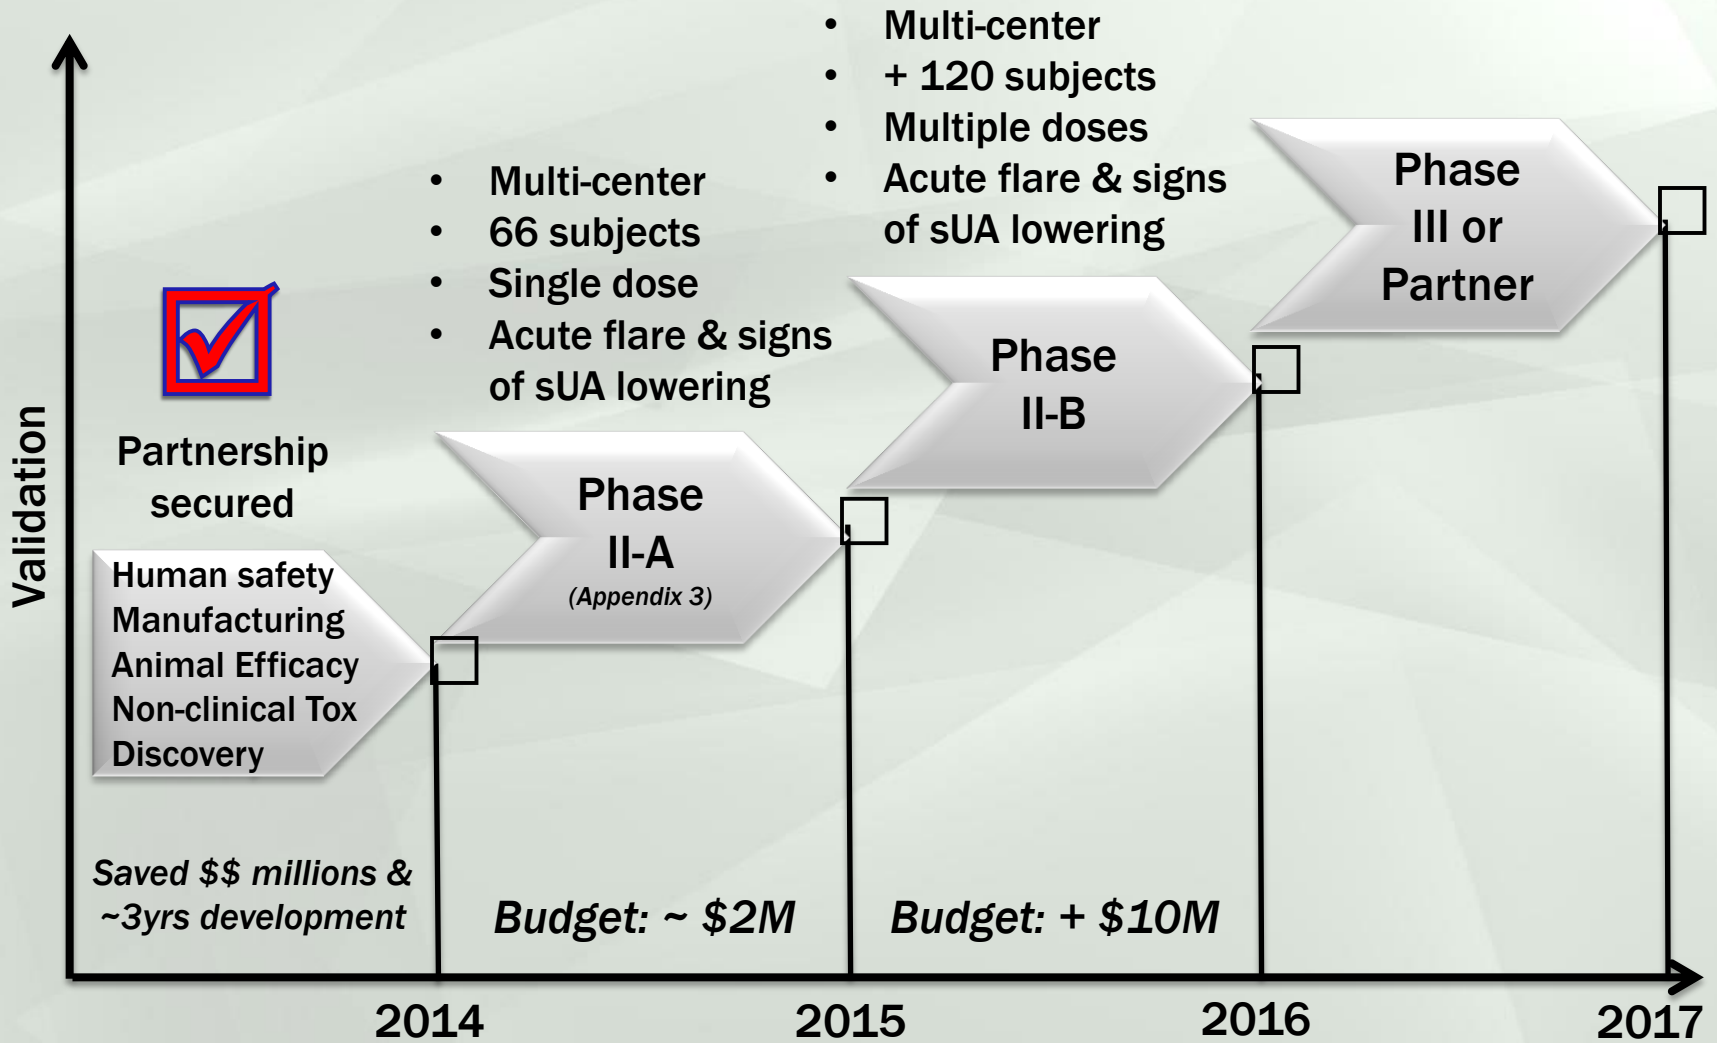 Validation
Partnership
secured
Human safety
Manufacturing
Animal Efficacy
Non-clinical Tox
Discovery
Saved $$ millions &
~3yrs development
• Multi-center
• 66 subjects
• Single dose
• Acute flare & signs
of sUA lowering
Phase
II-A
(Appendix 3)
Budget: ~ $2M
• Multi-center
• + 120 subjects
• Multiple doses
• Acute flare & signs
of sUA lowering
Phase
II-B
Budget: + $10M
Phase
III or
Partner
2014
2015
2016
2017